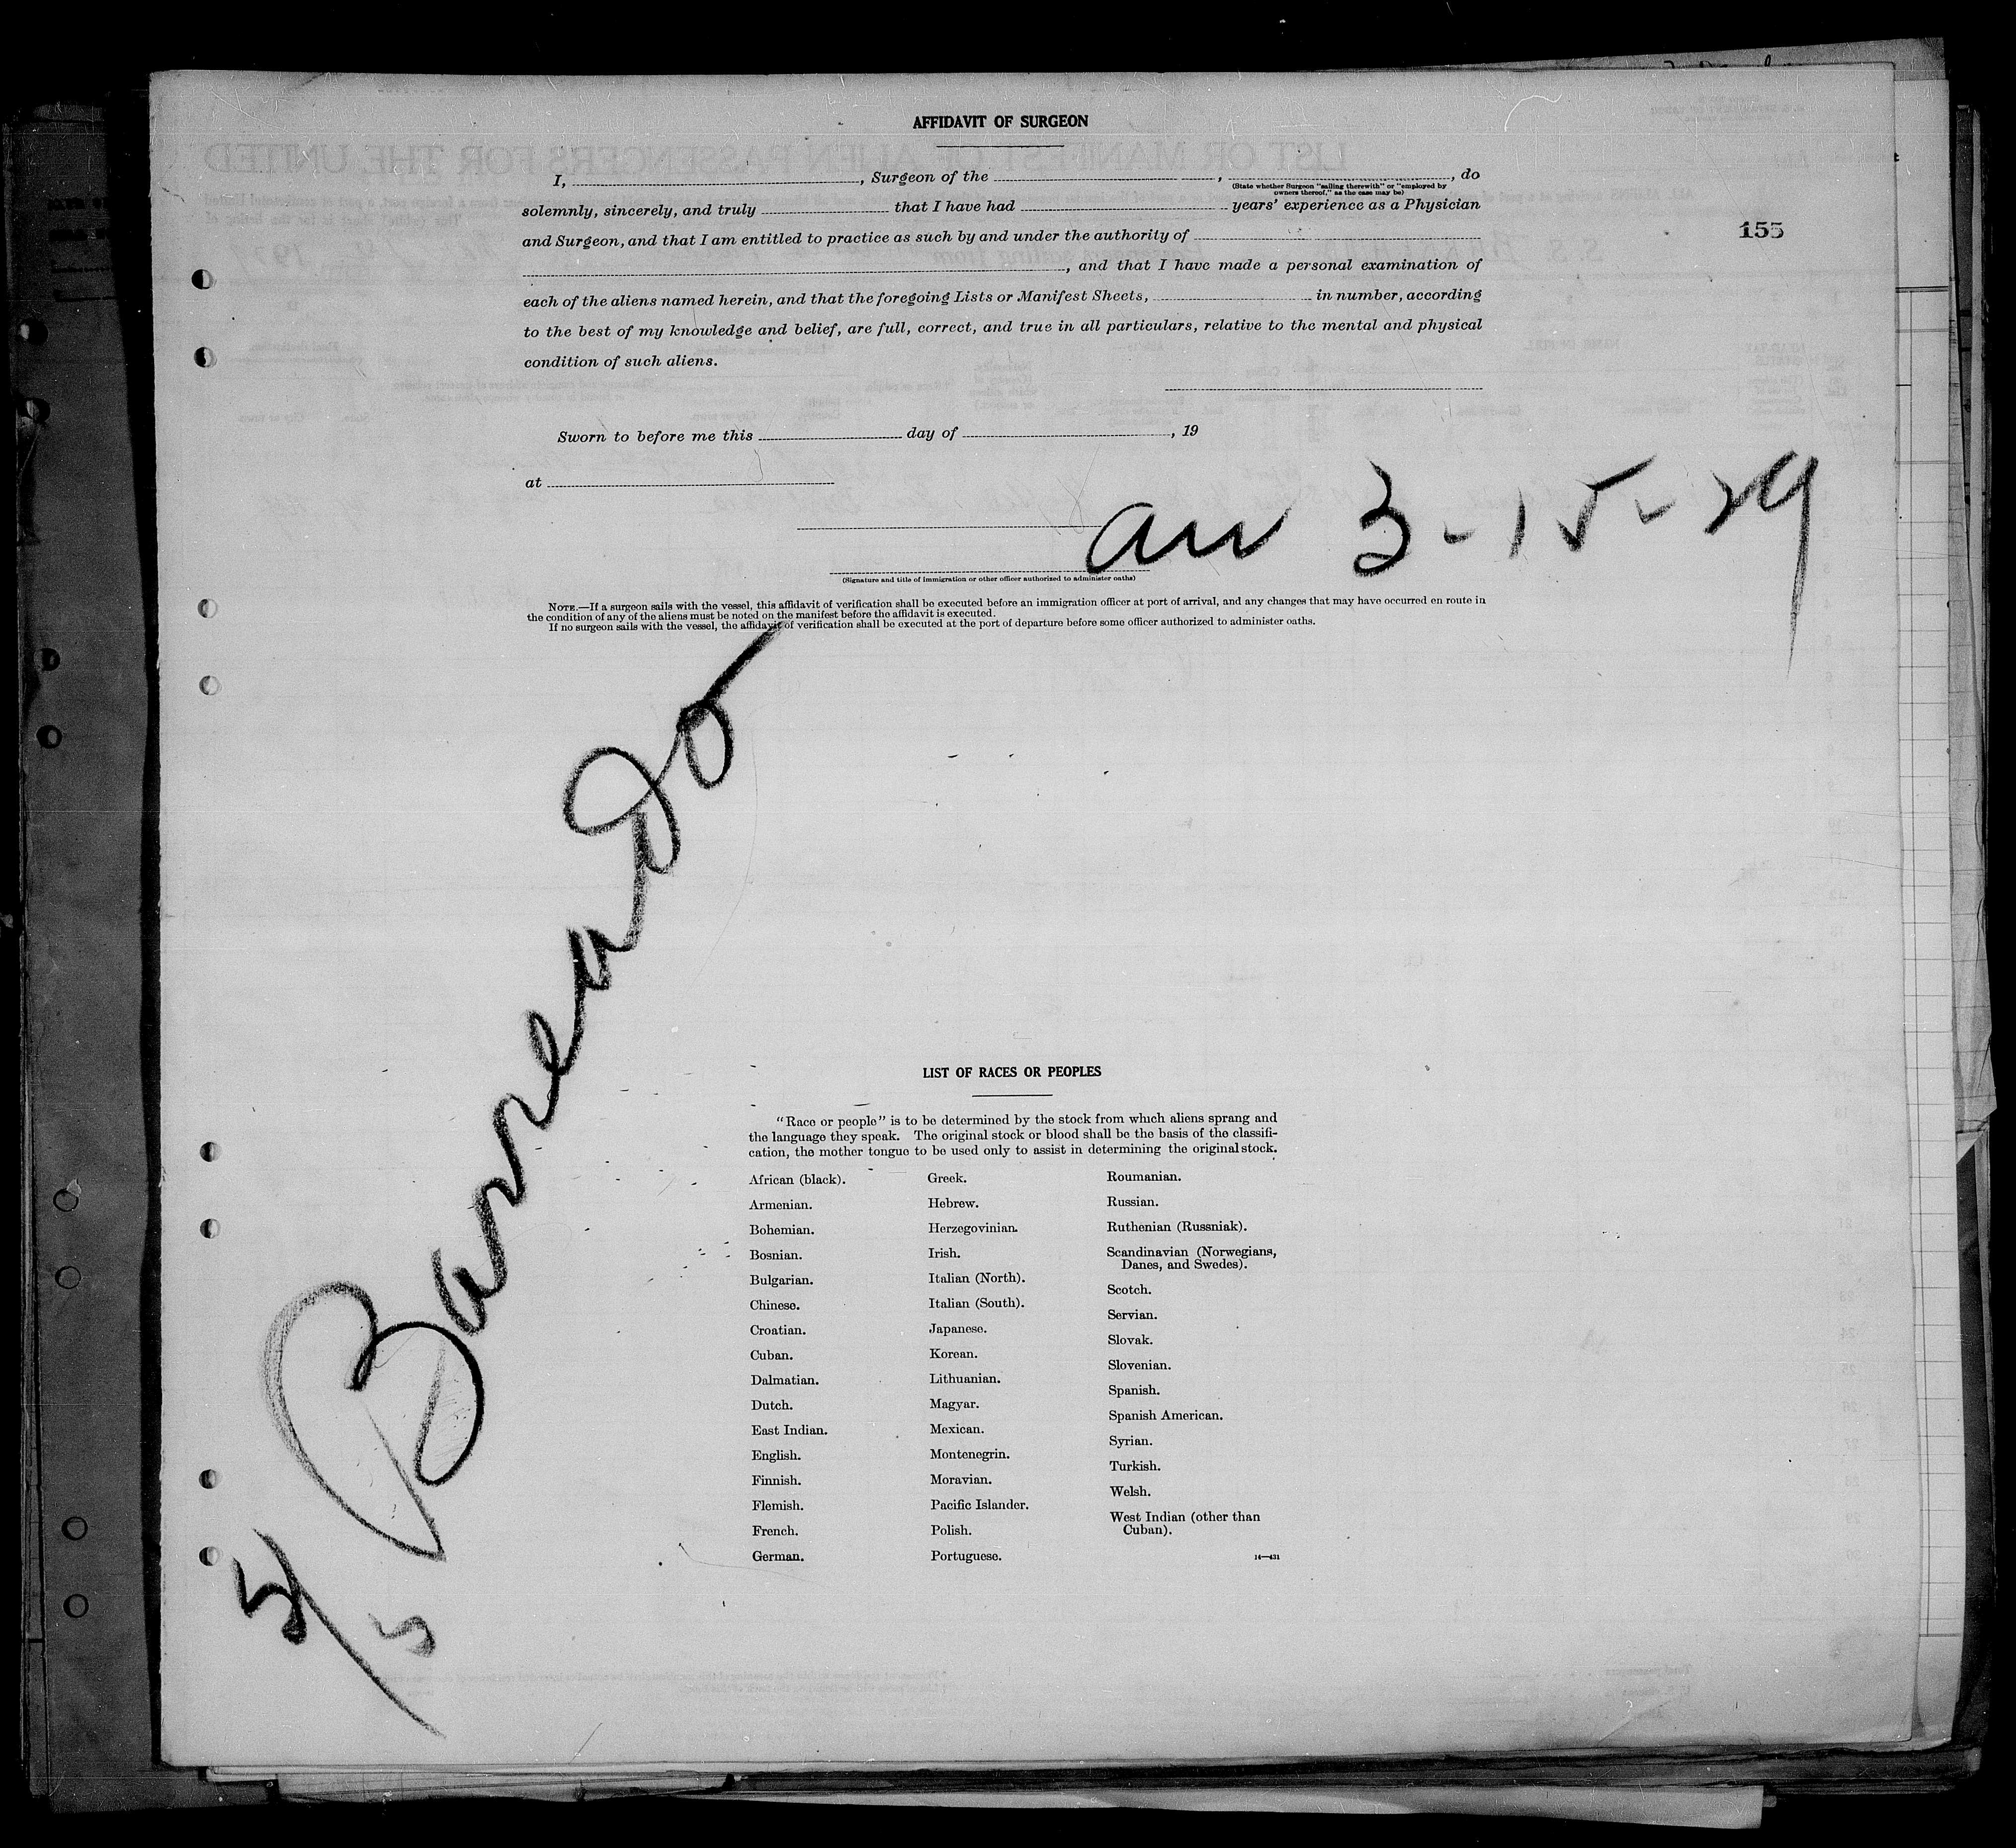 AFFIDAVIT OF SURGEON
I, , Surgeon of the , , do
(State whether Surgeon "sailing therewith" or "employed by
owners thereof," as the case may be)
solemnly, sincerely, and truly that I have had years' experience as a Physician
and Surgeon, and that I am entitled to practice as such by and under the authority of
155
, and that I have made a personal examination of
each of the aliens named herein, and that the foregoing Lists or Manifest Sheets, in number, according
to the best of my knowledge and belief, are full, correct, and true in all particulars, relative to the mental and physical
condition of such aliens.
Sworn to before me this day of , 19
at
3-15-29
(Signature and title of immigration or other officer authorized to administer oaths)
NOTE.—If a surgeon sails with the vessel, this affidavit of verification shall be executed before an immigration officer at port of arrival, and any changes that may have occurred en route in
the condition of any of the aliens must be noted on the manifest before the affidavit is executed.
If no surgeon sails with the vessel, the affidavit of verification shall be executed at the port of departure before some officer authorized to administer oaths.
5/5
LIST OF RACES OR PEOPLES
"Race or people" is to be determined by the stock from which aliens sprang and
the language they speak. The original stock or blood shall be the basis of the classifi-
cation, the mother tongue to be used only to assist in determining the original stock.
African (black).
Armenian.
Bohemian.
Bosnian.
Bulgarian.
Chinese.
Croatian.
Cuban.
Dalmatian.
Dutch.
East Indian.
English.
Finnish.
Flemish.
French.
German.
Greek.
Hebrew.
Herzegovinian.
Irish.
Italian (North).
Italian (South).
Japanese.
Korean.
Lithuanian.
Magyar.
Mexican.
Montenegrin.
Moravian.
Pacific Islander.
Polish.
Portuguese.
Roumanian.
Russian.
Ruthenian (Russniak).
Scandinavian (Norwegians,
Danes, and Swedes).
Scotch.
Servian.
Slovak.
Slovenian.
Spanish.
Spanish American.
Syrian.
Turkish.
Welsh.
West Indian (other than
Cuban).
14—431